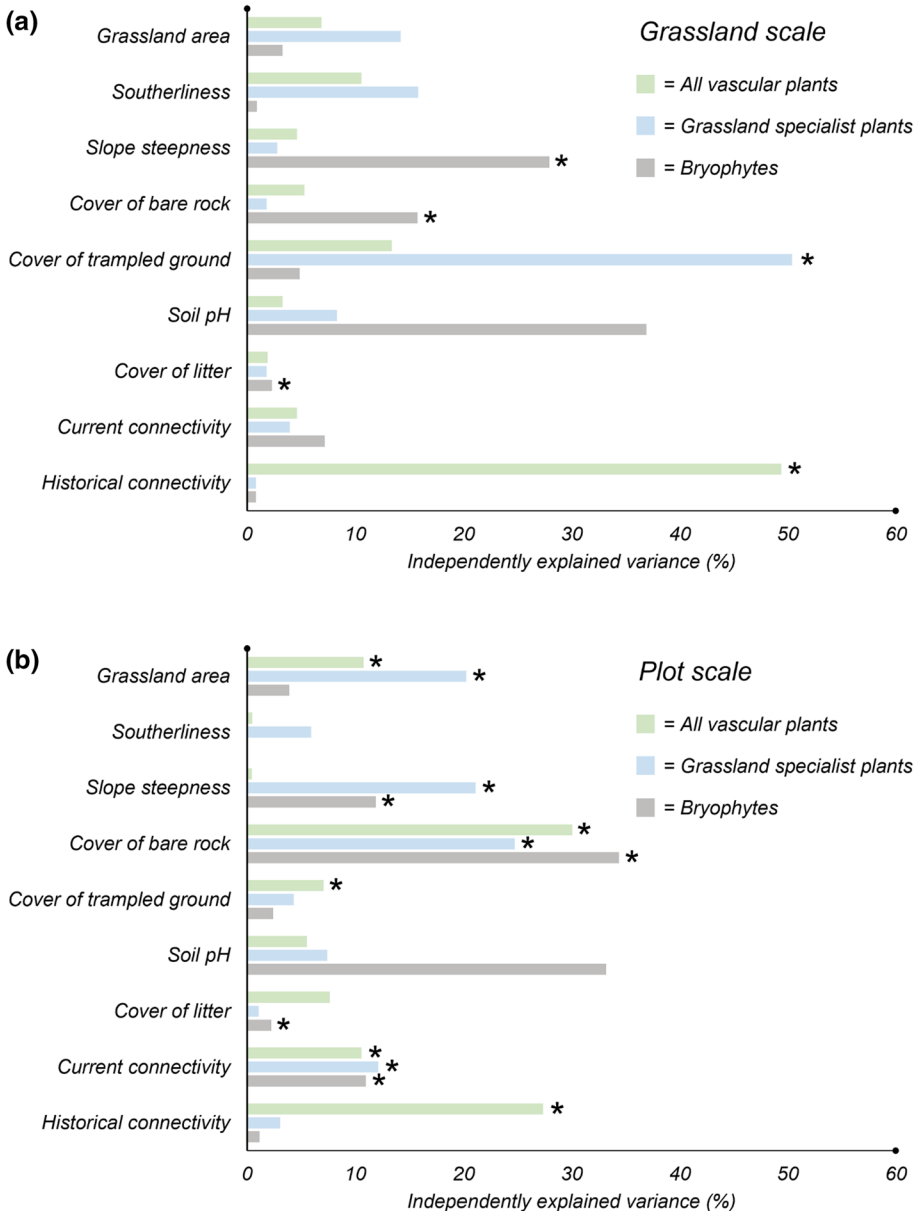 (a)
Grassland scale
= All vascular plants
= Grassland specialist plants
= Bryophytes
Grassland area
Southerliness
Slope steepness
*
Cover of bare rock
*
Cover of trampled ground
*
Soil pH
Cover of litter
*
Current connectivity
Historical connectivity
*
0 10 20 30 40 50 60
Independently explained variance (%)
(b)
Plot scale
= All vascular plants
= Grassland specialist plants
= Bryophytes
*
Grassland area
*
Southerliness
Slope steepness
*
*
*
Cover of bare rock
*
*
*
Cover of trampled ground
Soil pH
Cover of litter
*
*
Current connectivity
*
*
*
Historical connectivity
0 10 20 30 40 50 60
Independently explained variance (%)